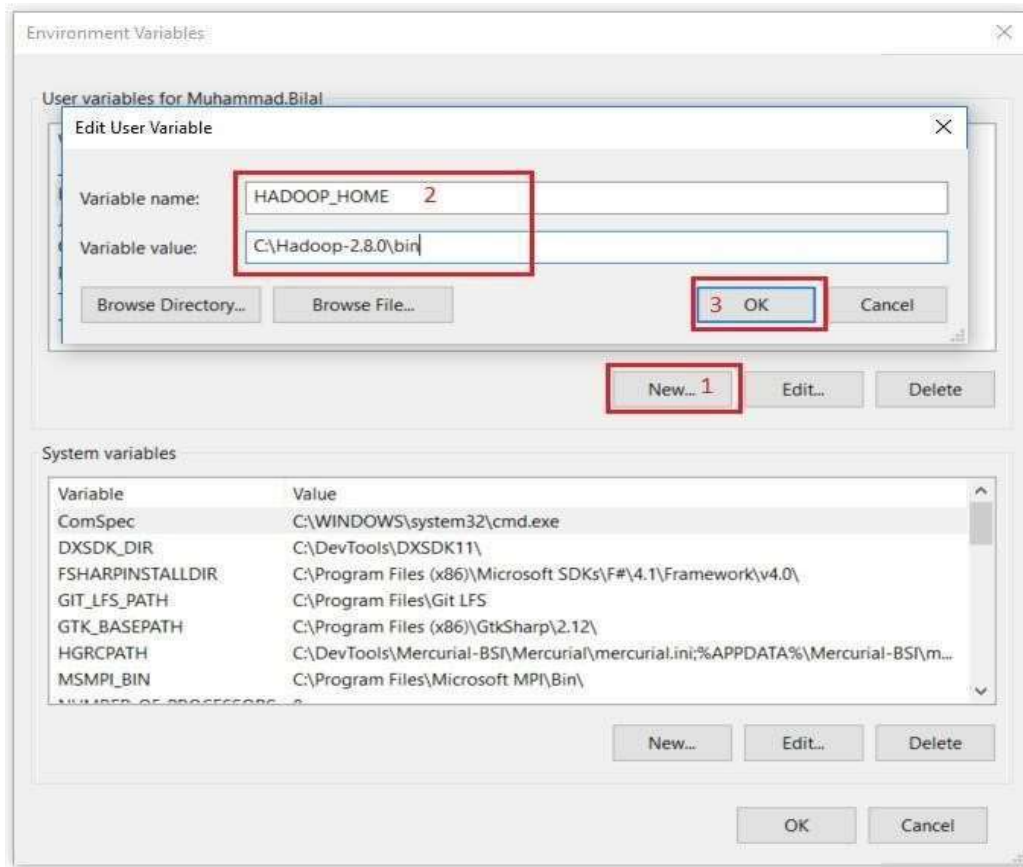 Environment Variables
User variables for Muhammad.Bilal
Edit User Variable
Variable name:
HADOOP_HOME 2
Variable value:
C:\Hadoop-2.8.0\bin
Browse Directory...
Browse File...
3 OK
Cancel
New... 1
Edit...
Delete
System variables
Variable Value
ComSpec C:\WINDOWS\system32\cmd.exe
DXSDK_DIR C:\DevTools\DXSDK11\
FSHARPINSTALLDIR C:\Program Files (x86)\Microsoft SDKs\F#\4.1\Framework\v4.0\
GIT_LFS_PATH C:\Program Files\Git LFS
GTK_BASEPATH C:\Program Files (x86)\GtkSharp\2.12\
HGRCPATH C:\DevTools\Mercurial-BSI\Mercurial\mercurial.ini;%APPDATA%\Mercurial-BSI\m...
MSMPI_BIN C:\Program Files\Microsoft MPI\Bin\
NUMBER_OF_PROCESSORS
New...
Edit...
Delete
OK
Cancel